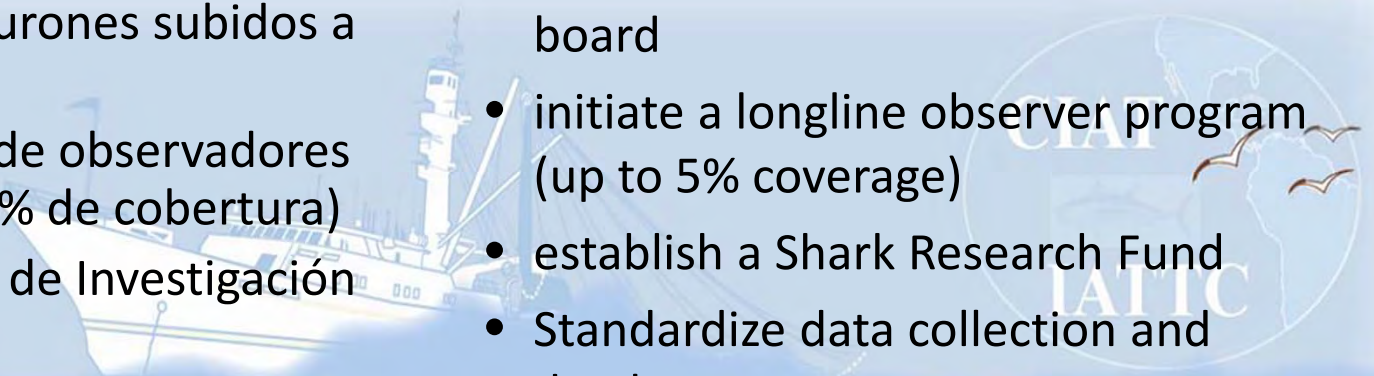 urones subidos a
de observadores
% de cobertura)
de Investigación
board
• initiate a longline observer program
(up to 5% coverage)
• establish a Shark Research Fund
• Standardize data collection and
CIAT
IATTC